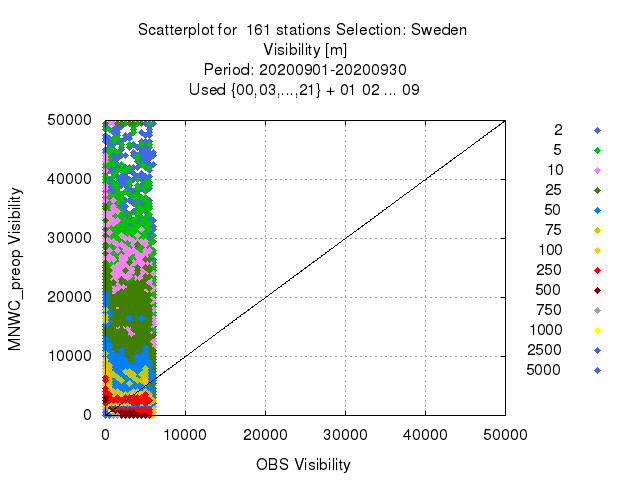 Scatterplot for 161 stations Selection: Sweden
Visibility [m]
Period: 20200901-20200930
Used {00,03,...,21} + 01 02 ... 09
50000
40000
30000
20000
10000
0
MNWC_preop Visibility
0 10000 20000 30000 40000 50000
OBS Visibility
2
5
10
25
50
75
100
250
500
750
1000
2500
5000